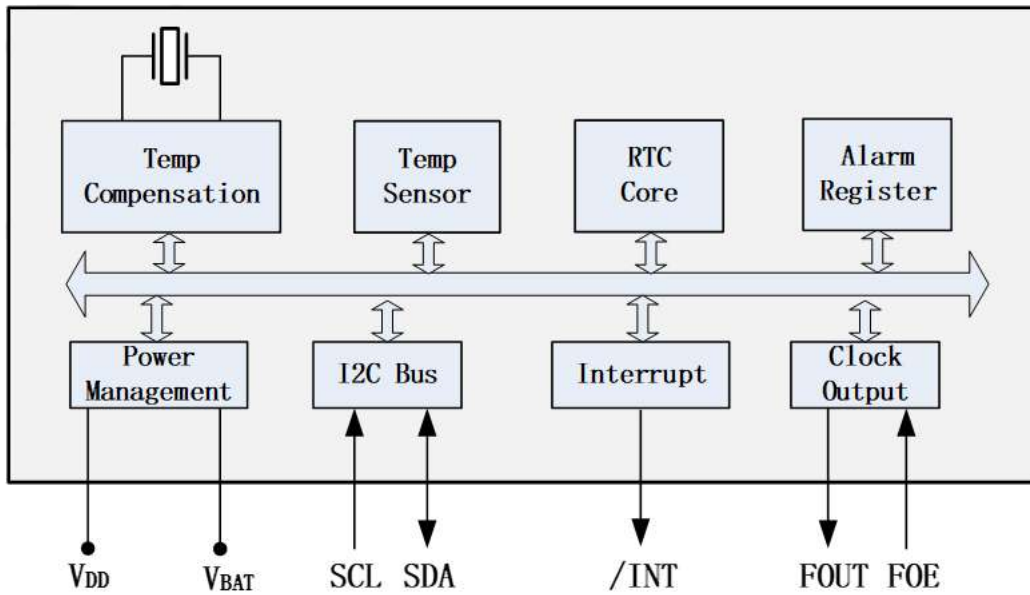 Temp
Compensation
Temp
Sensor
RTC
Core
Alarm
Register
Power
Management
I2C Bus
Interrupt
Clock
Output
VDD
VBAT
SCL SDA
/INT
FOUT FOE